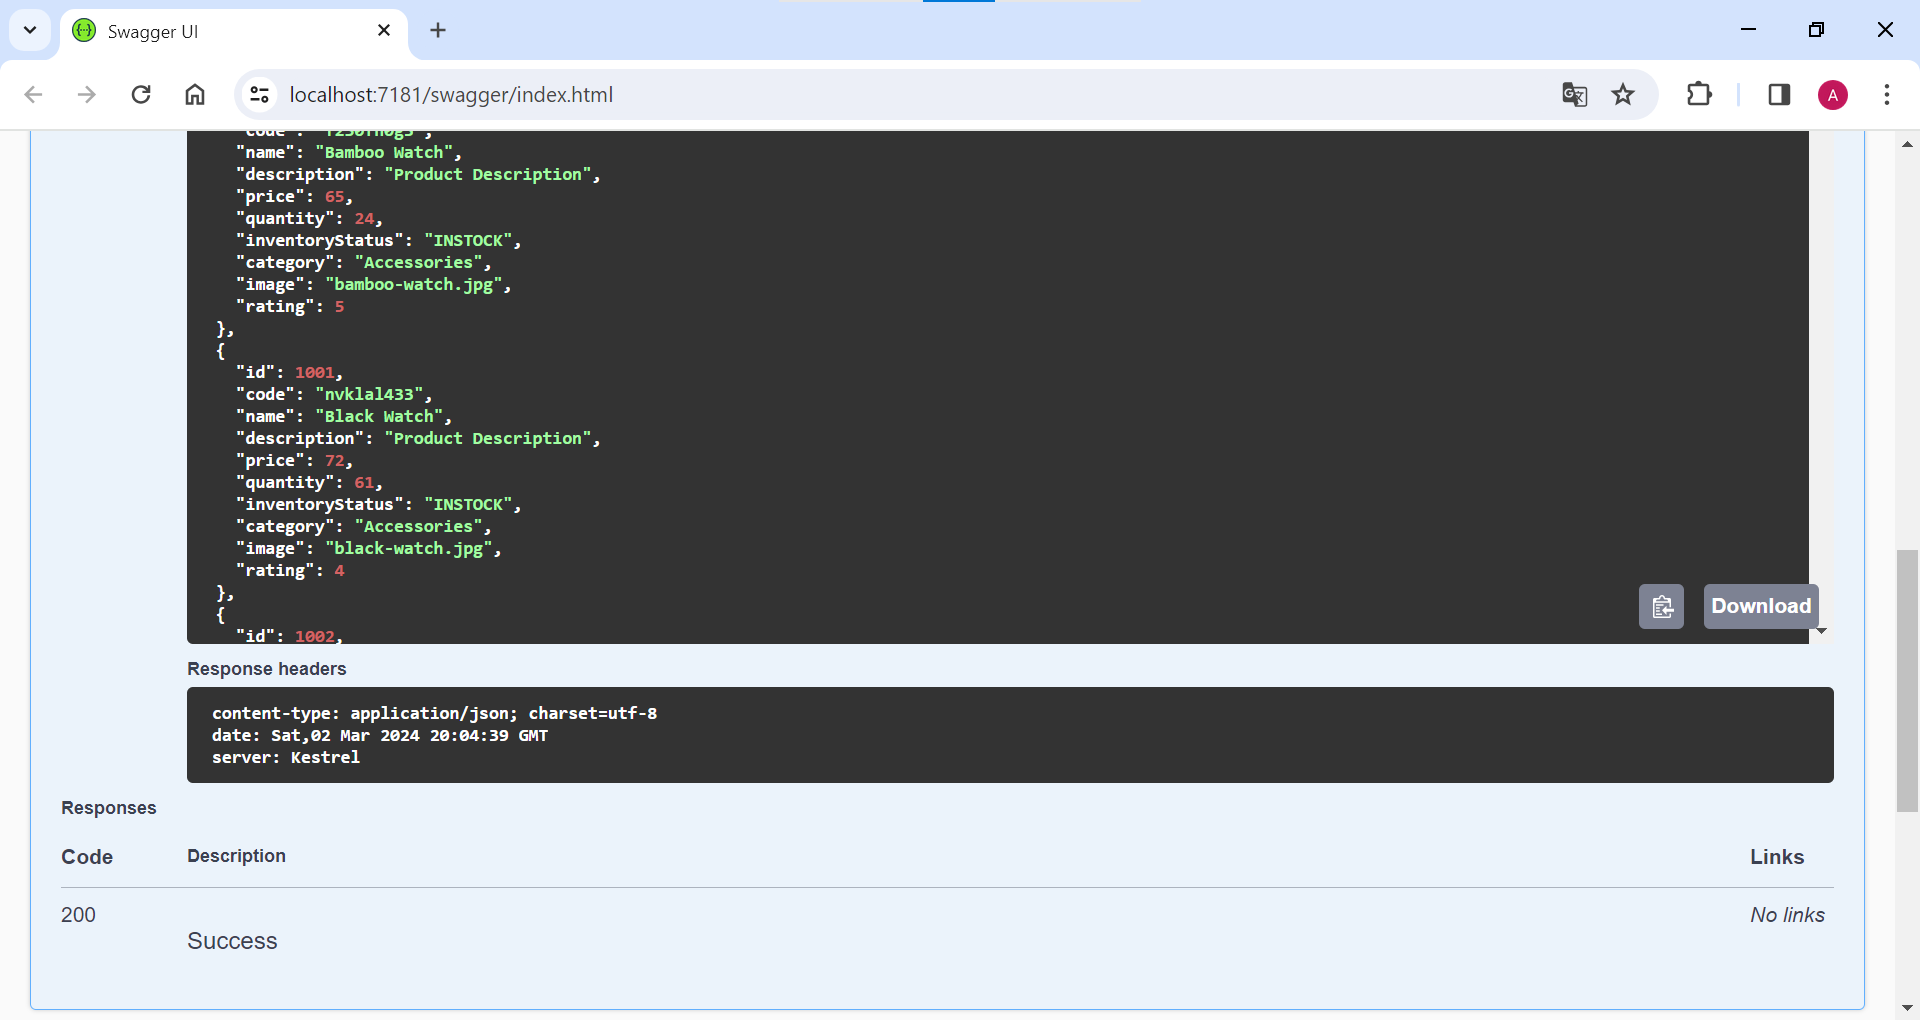 Swagger UI
localhost:7181/swagger/index.html
A
"name": "Bamboo Watch",
"description": "Product Description",
"price": 65,
"quantity": 24,
"inventoryStatus": "INSTOCK",
"category": "Accessories",
"image": "bamboo-watch.jpg",
"rating": 5
},
{
"id": 1001,
"code": "nvklal433",
"name": "Black Watch",
"description": "Product Description",
"price": 72,
"quantity": 61,
"inventoryStatus": "INSTOCK",
"category": "Accessories",
"image": "black-watch.jpg",
"rating": 4
},
{
"id": 1002,
Download
Response headers
content-type: application/json; charset=utf-8
date: Sat,02 Mar 2024 20:04:39 GMT
server: Kestrel
Responses
Code Description Links
200 No links
Success